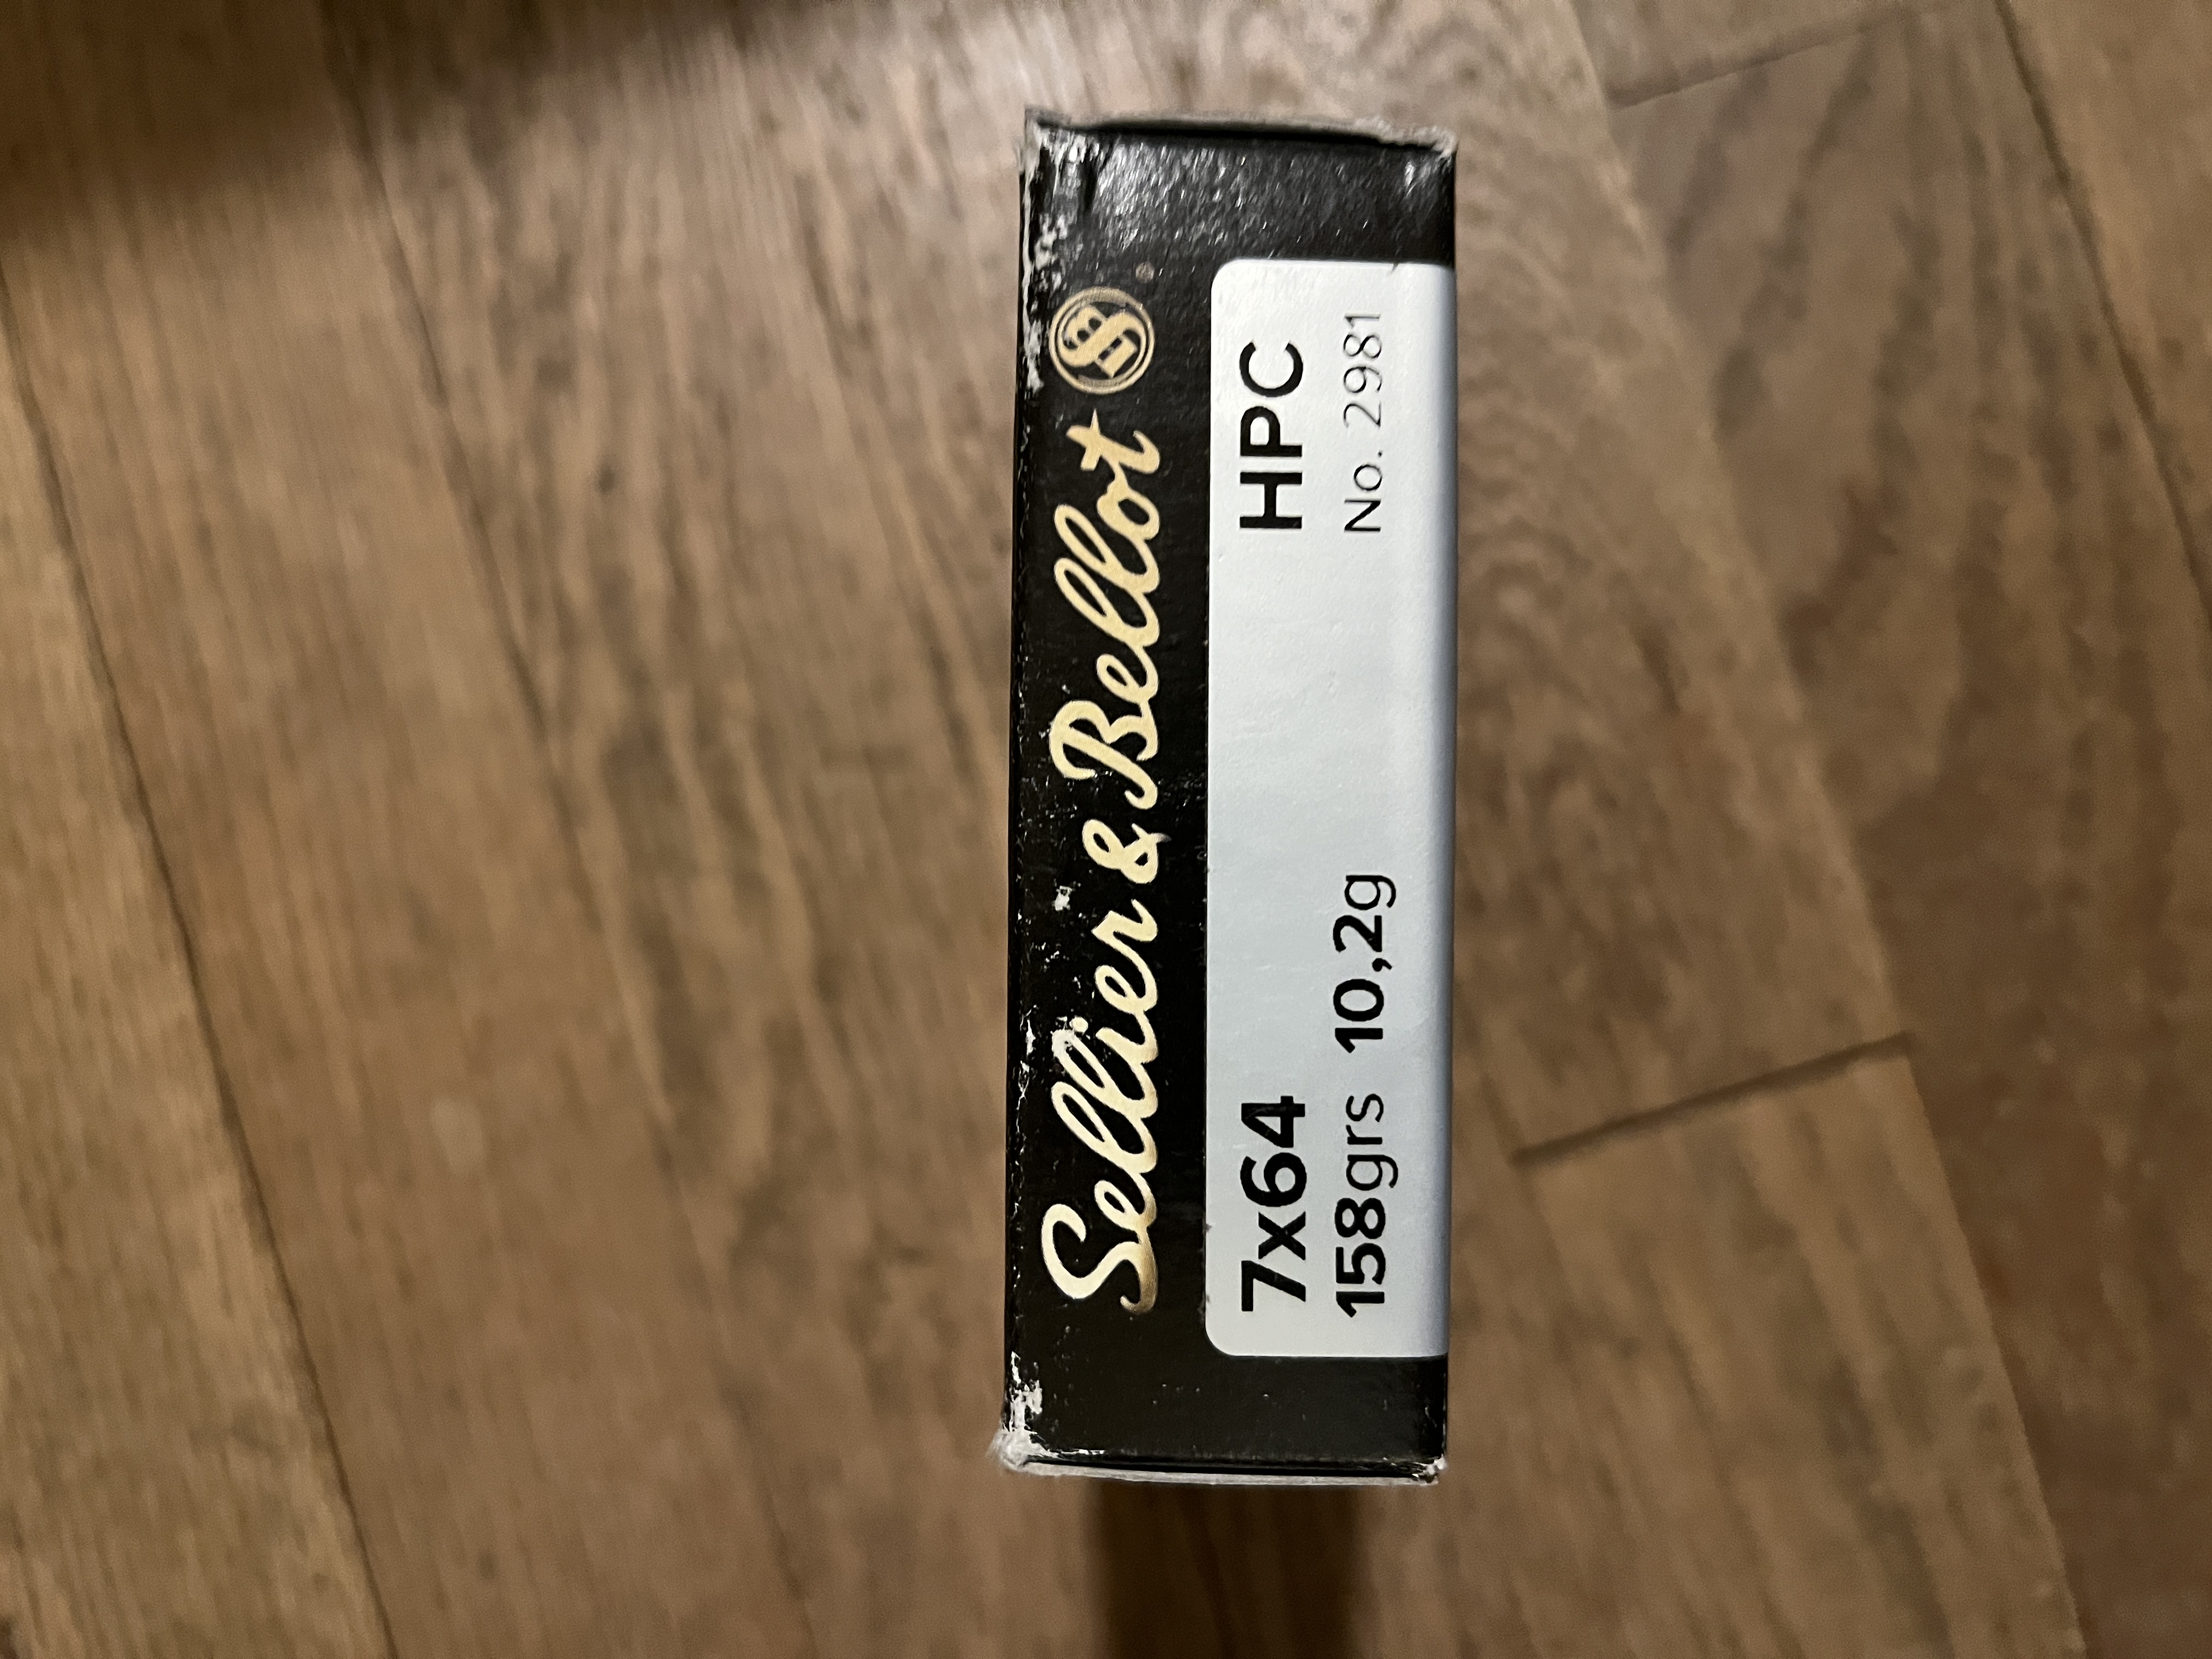 Sellier & Bellot
7x64 HPC
158grs 10,2g No. 2981